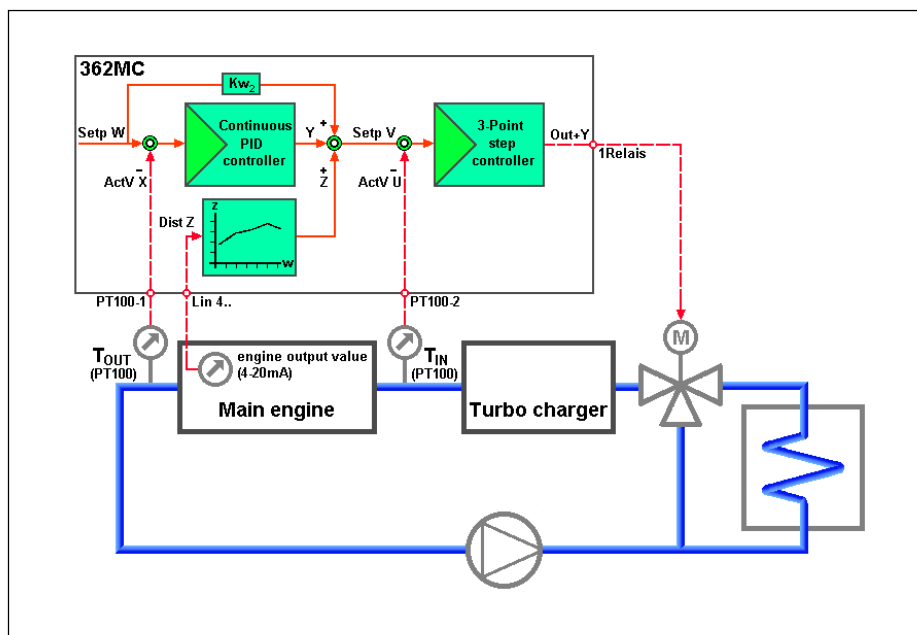 362MC
Kw2
Setp W
Continuous
PID
controller
Y
+
Setp V
3-Point
step
controller
Out+Y
1Relais
-
ActV X
+
Z
-
ActV U
Dist Z
Z
W
PT100-1
Lin 4..
PT100-2
TOUT
(PT100)
engine output value
(4-20mA)
TIN
(PT100)
M
Main engine
Turbo charger